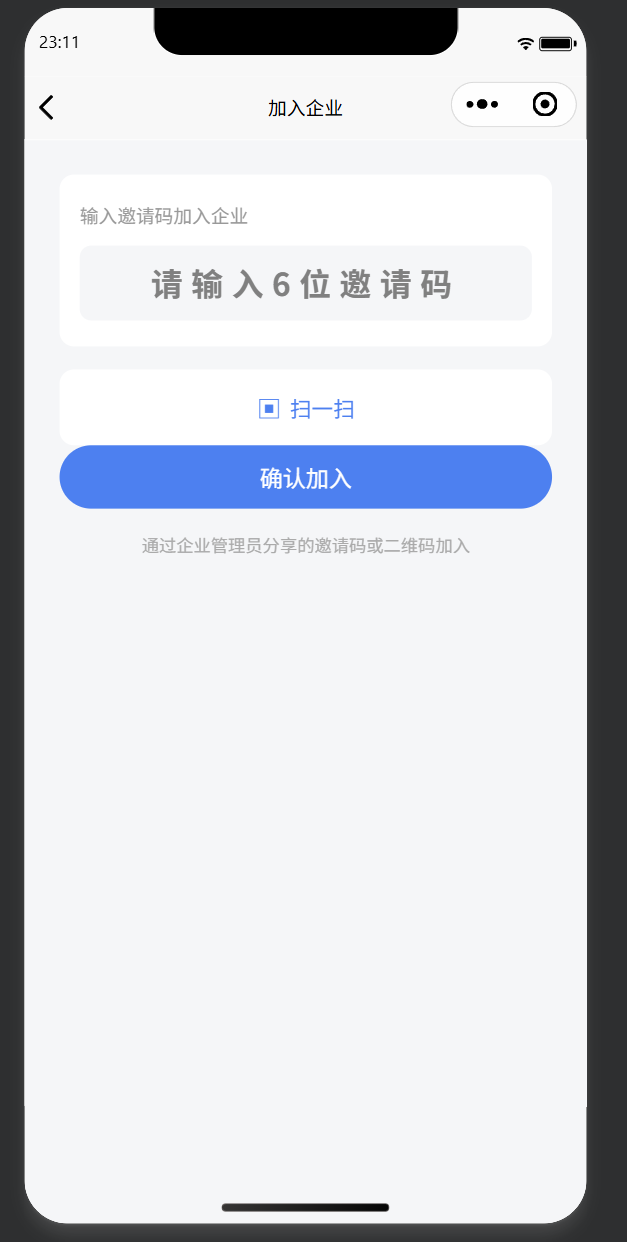 23:11
加入企业
输入邀请码加入企业
请输入6位邀请码
扫一扫
确认加入
通过企业管理员分享的邀请码或二维码加入